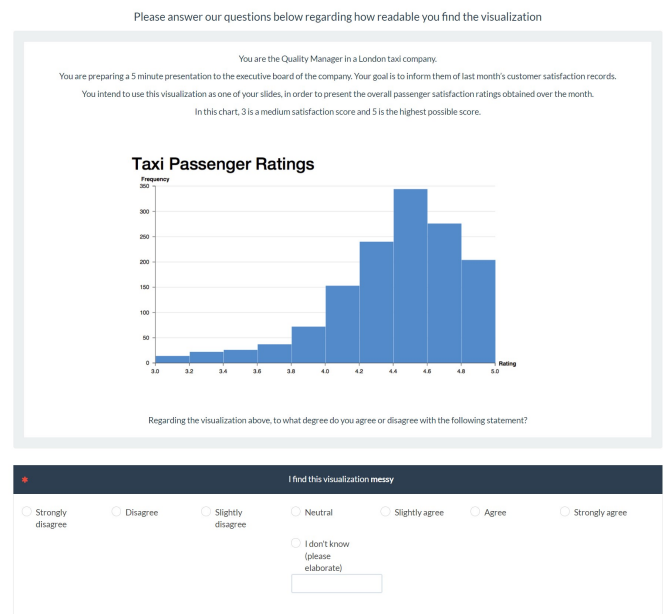 Please answer our questions below regarding how readable you find the visualization
You are the Quality Manager in a London taxi company.
You are preparing a 5 minute presentation to the executive board of the company. Your goal is to inform them of last month's customer satisfaction records.
You intend to use this visualization as one of your slides, in order to present the overall passenger satisfaction ratings obtained over the month.
In this chart, 3 is a medium satisfaction score and 5 is the highest possible score.
Taxi Passenger Ratings
Frequency
350
300
250
200
150
100
50
0
3.0 3.2 3.4 3.6 3.8 4.0 4.2 4.4 4.6 4.8 5.0
Rating
Regarding the visualization above, to what degree do you agree or disagree with the following statement?
I find this visualization messy
Strongly disagree
Disagree
Slightly disagree
Neutral
Slightly agree
Agree
Strongly agree
I don't know
(please
elaborate)